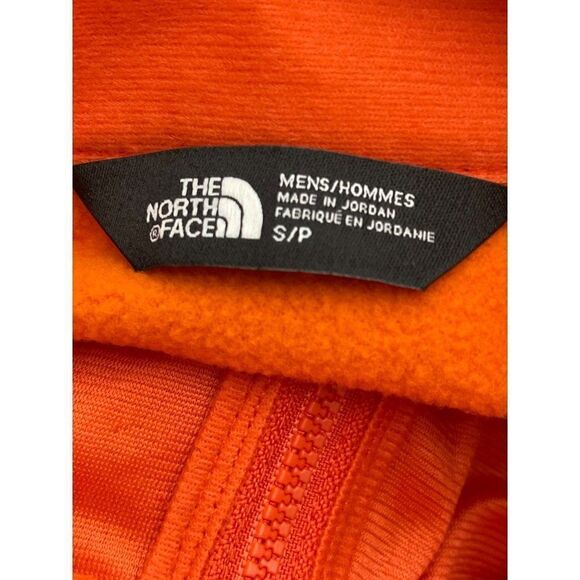 THE
NORTH
®FACE
MENS/HOMMES
MADE IN JORDAN
FABRIQUÉ EN JORDANIE
S/P